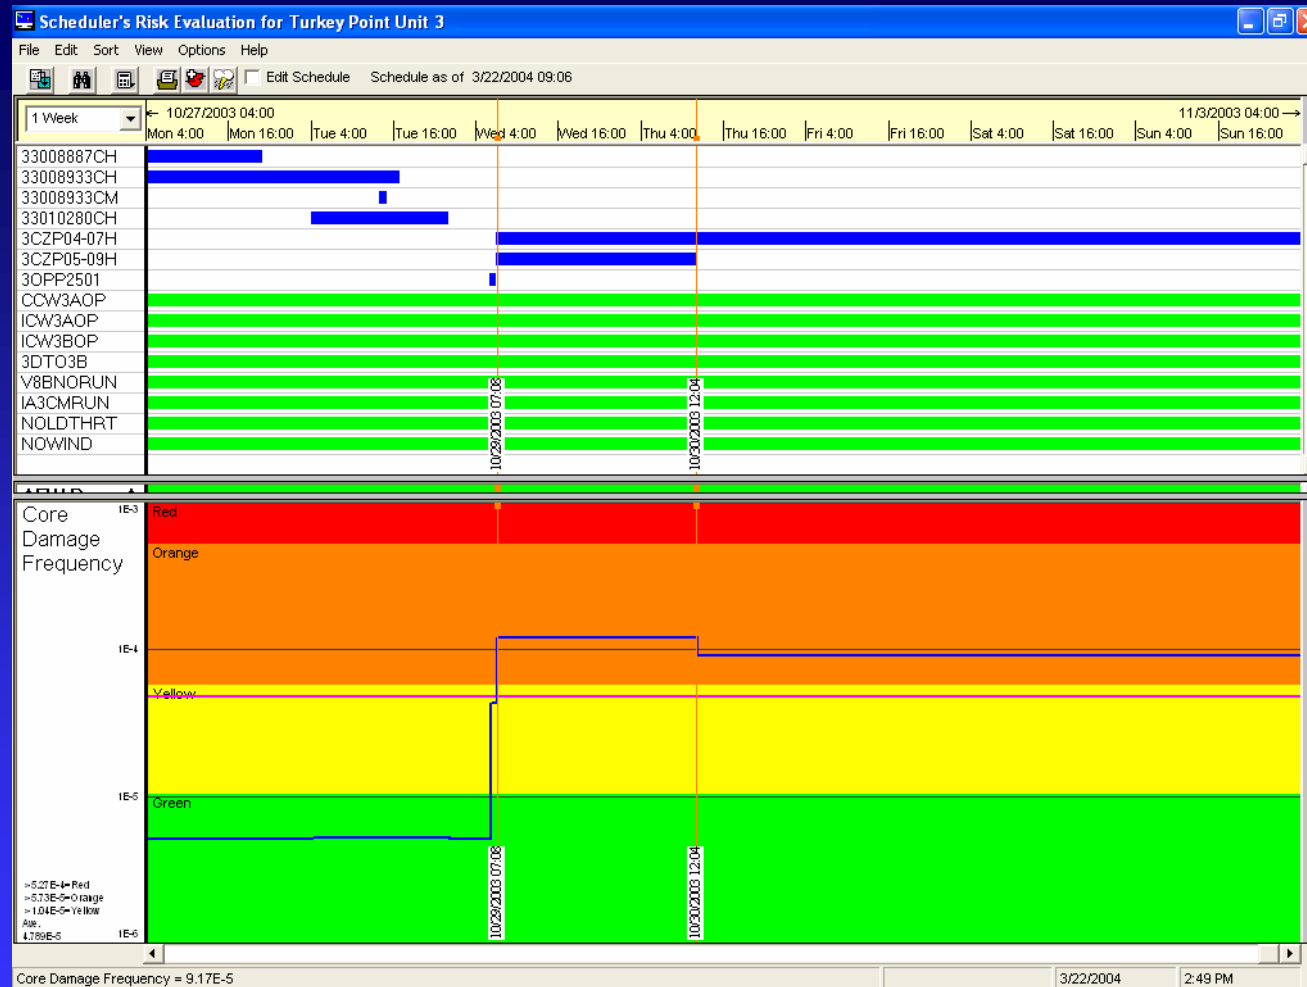 Scheduler's Risk Evaluation for Turkey Point Unit 3
File Edit Sort View Options Help
Edit Schedule Schedule as of 3/22/2004 09:06
1 Week
← 10/27/2003 04:00 11/3/2003 04:00 →
Mon 4:00 Mon 16:00 Tue 4:00 Tue 16:00 Wed 4:00 Wed 16:00 Thu 4:00 Thu 16:00 Fri 4:00 Fri 16:00 Sat 4:00 Sat 16:00 Sun 4:00 Sun 16:00
33008887CH
33008933CH
33008933CM
33010280CH
3CZP04-07H
3CZP05-09H
3OPP2501
CCW3AOP
ICW3AOP
ICW3BOP
3DTO3B
V8BNORUN
IA3CMRUN
NOLDTHRT
NOWIND
10/29/2003 07:08
10/30/2003 12:04
Core 1E-3 Red
Damage
Frequency Orange
1E-4
Yellow
1E-5 Green
10/29/2003 07:08
10/30/2003 12:04
>5.27E-4=Red
>5.73E-5=Orange
>1.04E-5=Yellow
Ave.
4.789E-5 1E-6
Core Damage Frequency = 9.17E-5 3/22/2004 2:49 PM